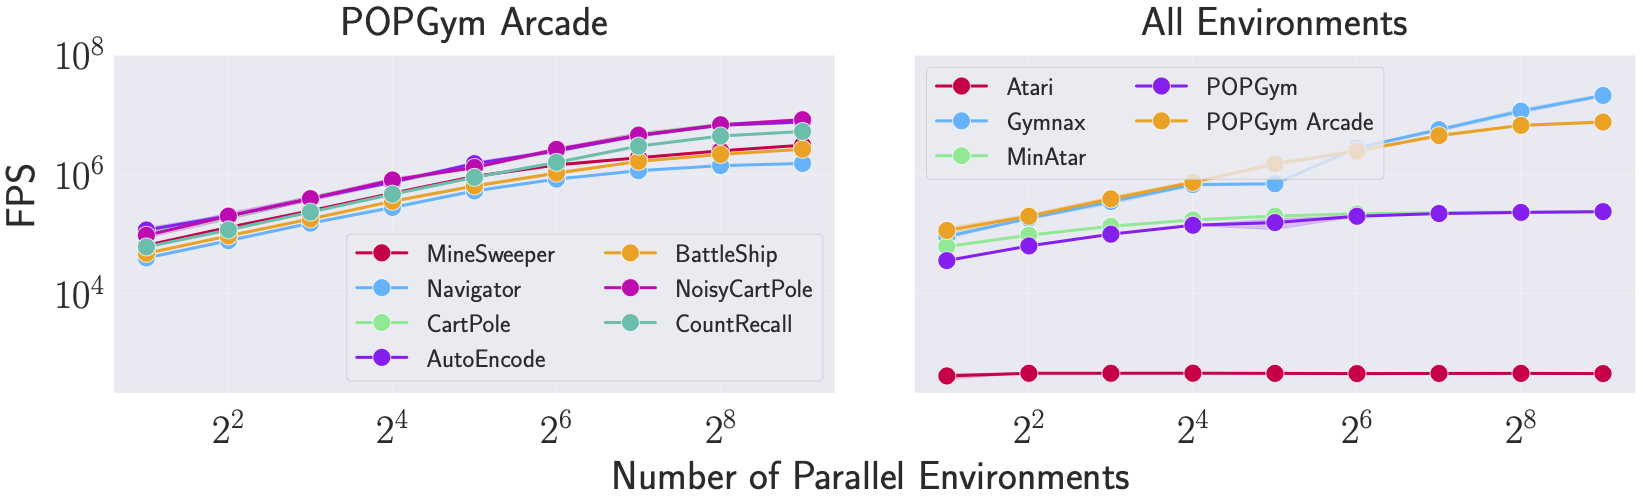 POPGym Arcade
All Environments
FPS
10^8
10^6
10^4
MineSweeper
Navigator
CartPole
AutoEncode
BattleShip
NoisyCartPole
CountRecall
Atari
Gymnax
MinAtar
POPGym
POPGym Arcade
2^2
2^4
2^6
2^8
2^2
2^4
2^6
2^8
Number of Parallel Environments